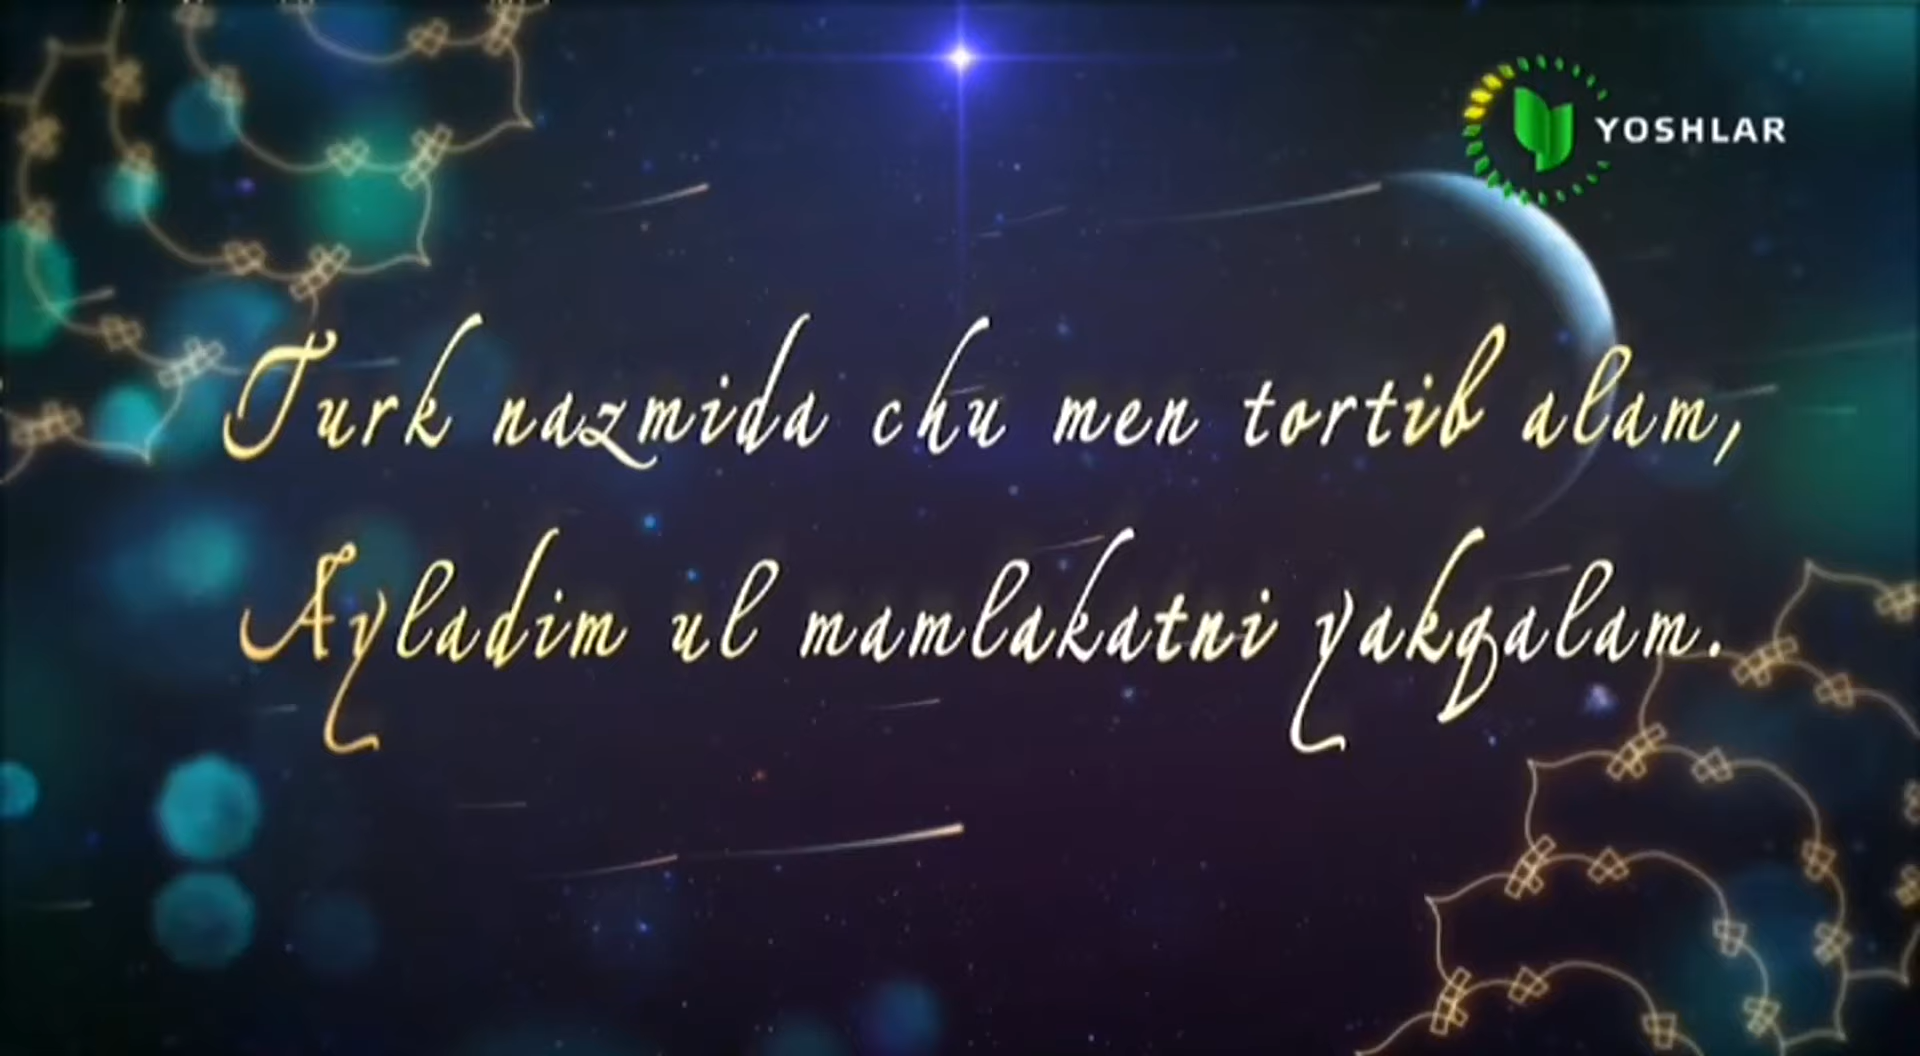 YOSHLAR
Turk nazmida chu men tortib alam,
Ayladim ul mamlakatni yakqalam.